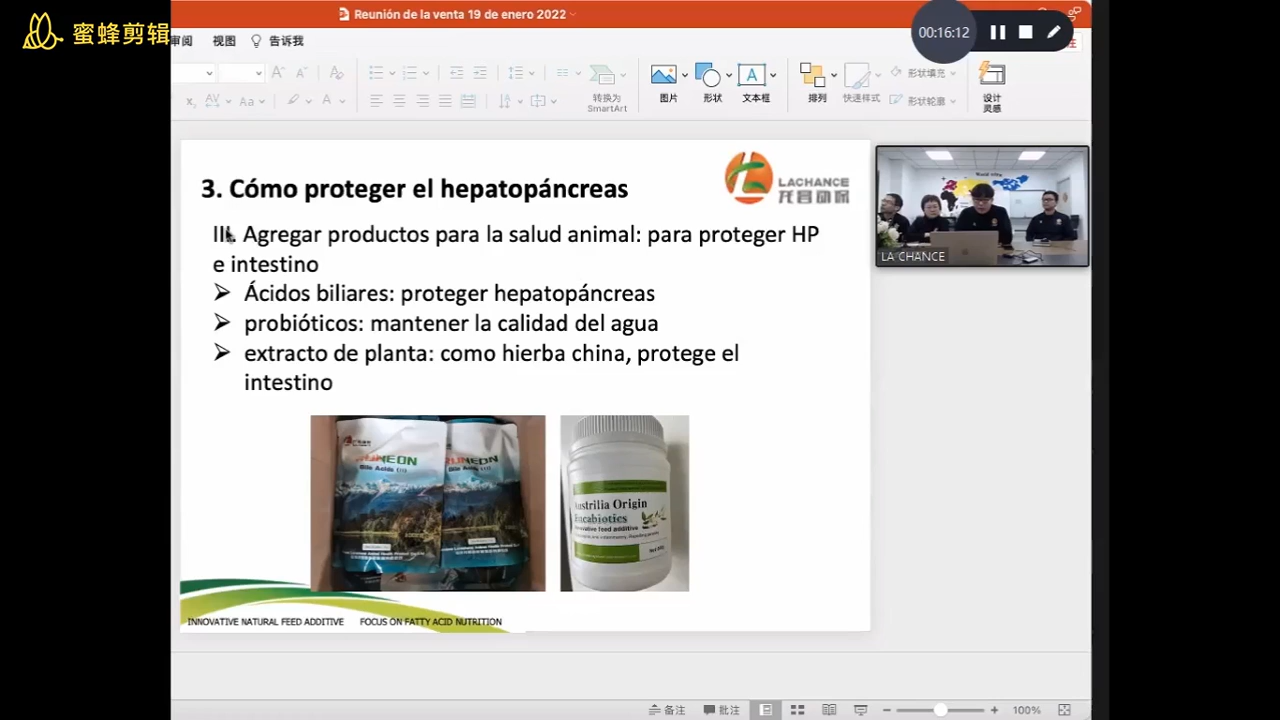 蜜蜂剪辑
Reunión de la venta 19 de enero 2022
00:16:12
审阅 视图 告诉我
转换为 SmartArt
图片
形状
文本框
排列
快速样式
形状填充
形状轮廓
设计灵感
3. Cómo proteger el hepatopáncreas
LACHANCE
III. Agregar productos para la salud animal: para proteger HP
e intestino
Ácidos biliares: proteger hepatopáncreas
probióticos: mantener la calidad del agua
extracto de planta: como hierba china, protege el
intestino
LA CHANCE
RUNEON
Bile Acids
Australia Origin
Eucabiotics
Innovative feed additive
INNOVATIVE NATURAL FEED ADDITIVE FOCUS ON FATTY ACID NUTRITION
备注 批注 100%